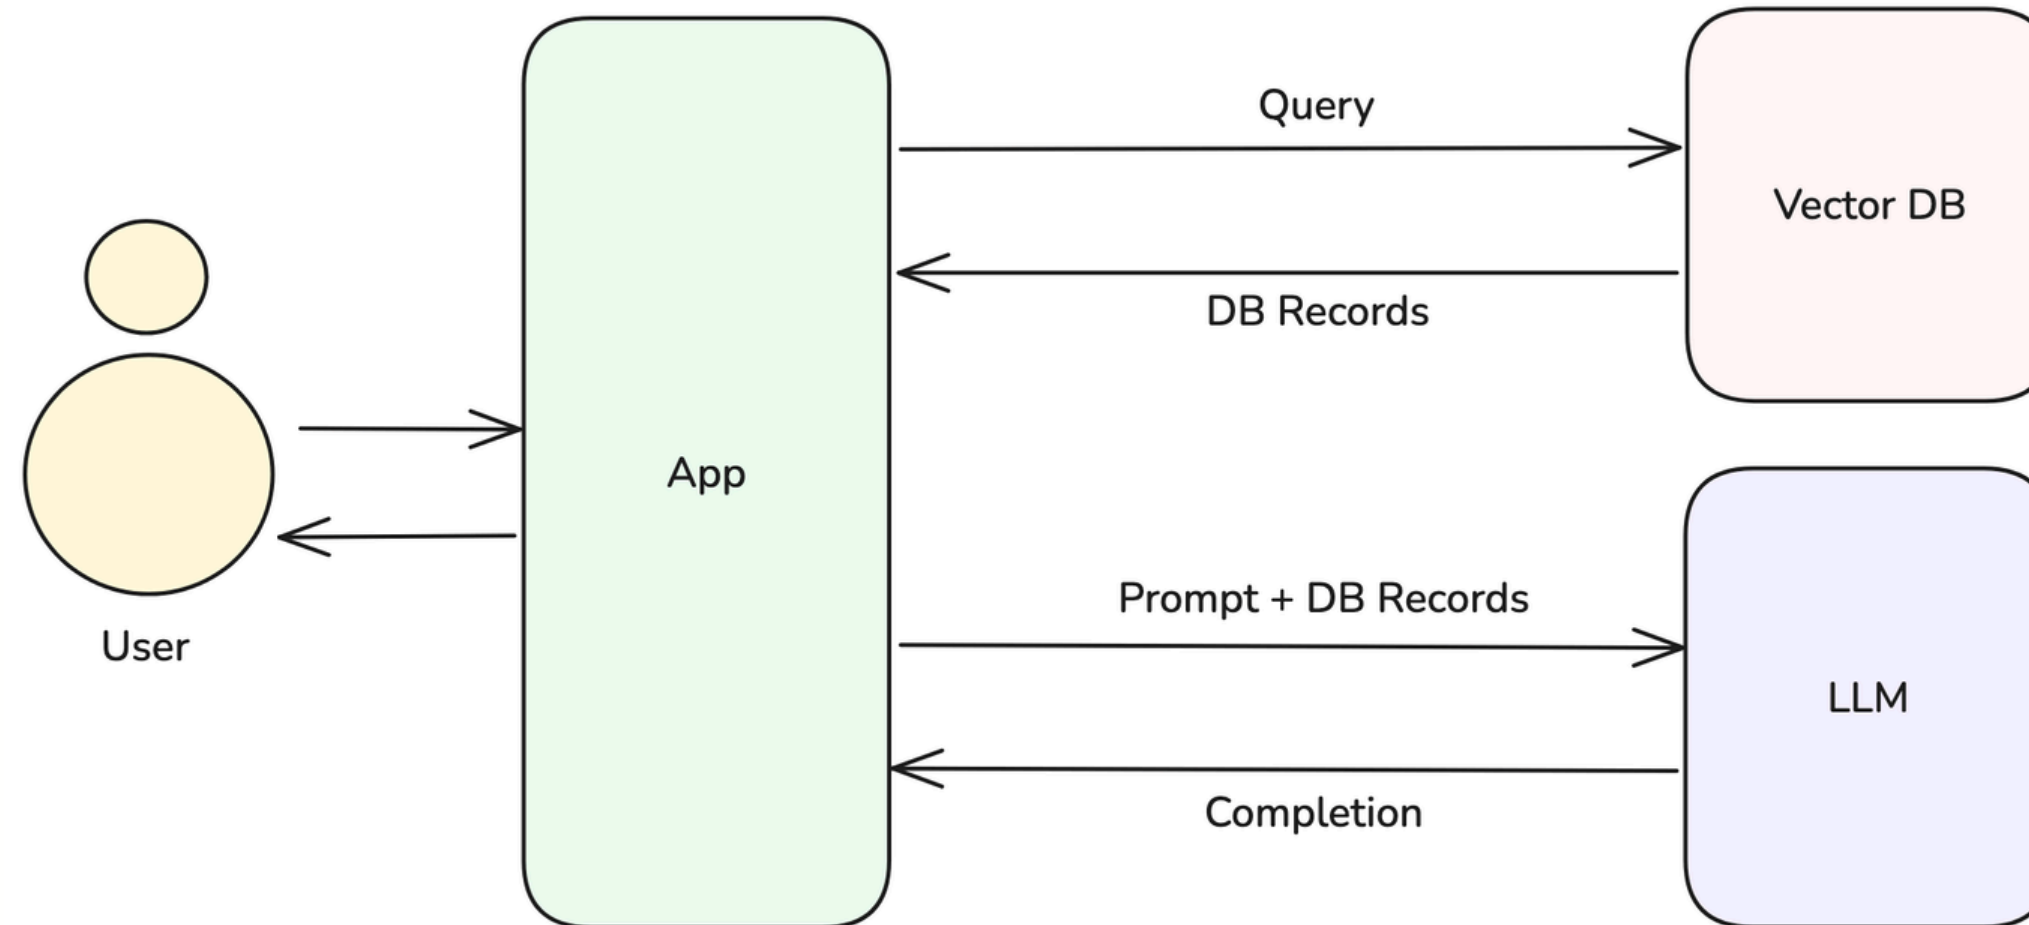 Query
Vector DB
DB Records
App
Prompt + DB Records
User
LLM
Completion